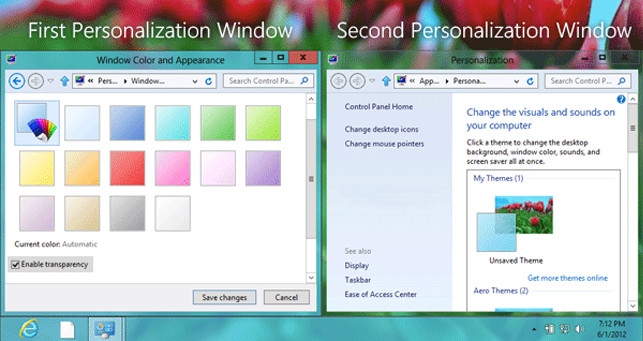 First Personalization Window
Second Personalization Window
Window Color and Appearance
Pers...
Window...
Search Control Pa...
Current color: Automatic
Enable transparency
Save changes
Cancel
Personalization
App...
Persona...
Search Control Pa...
Control Panel Home
Change desktop icons
Change mouse pointers
See also
Display
Taskbar
Ease of Access Center
Change the visuals and sounds on
your computer
Click a theme to change the desktop
background, window color, sounds, and
screen saver all at once.
My Themes (1)
Unsaved Theme
Get more themes online
Aero Themes (2)
7:12 PM
6/1/2012